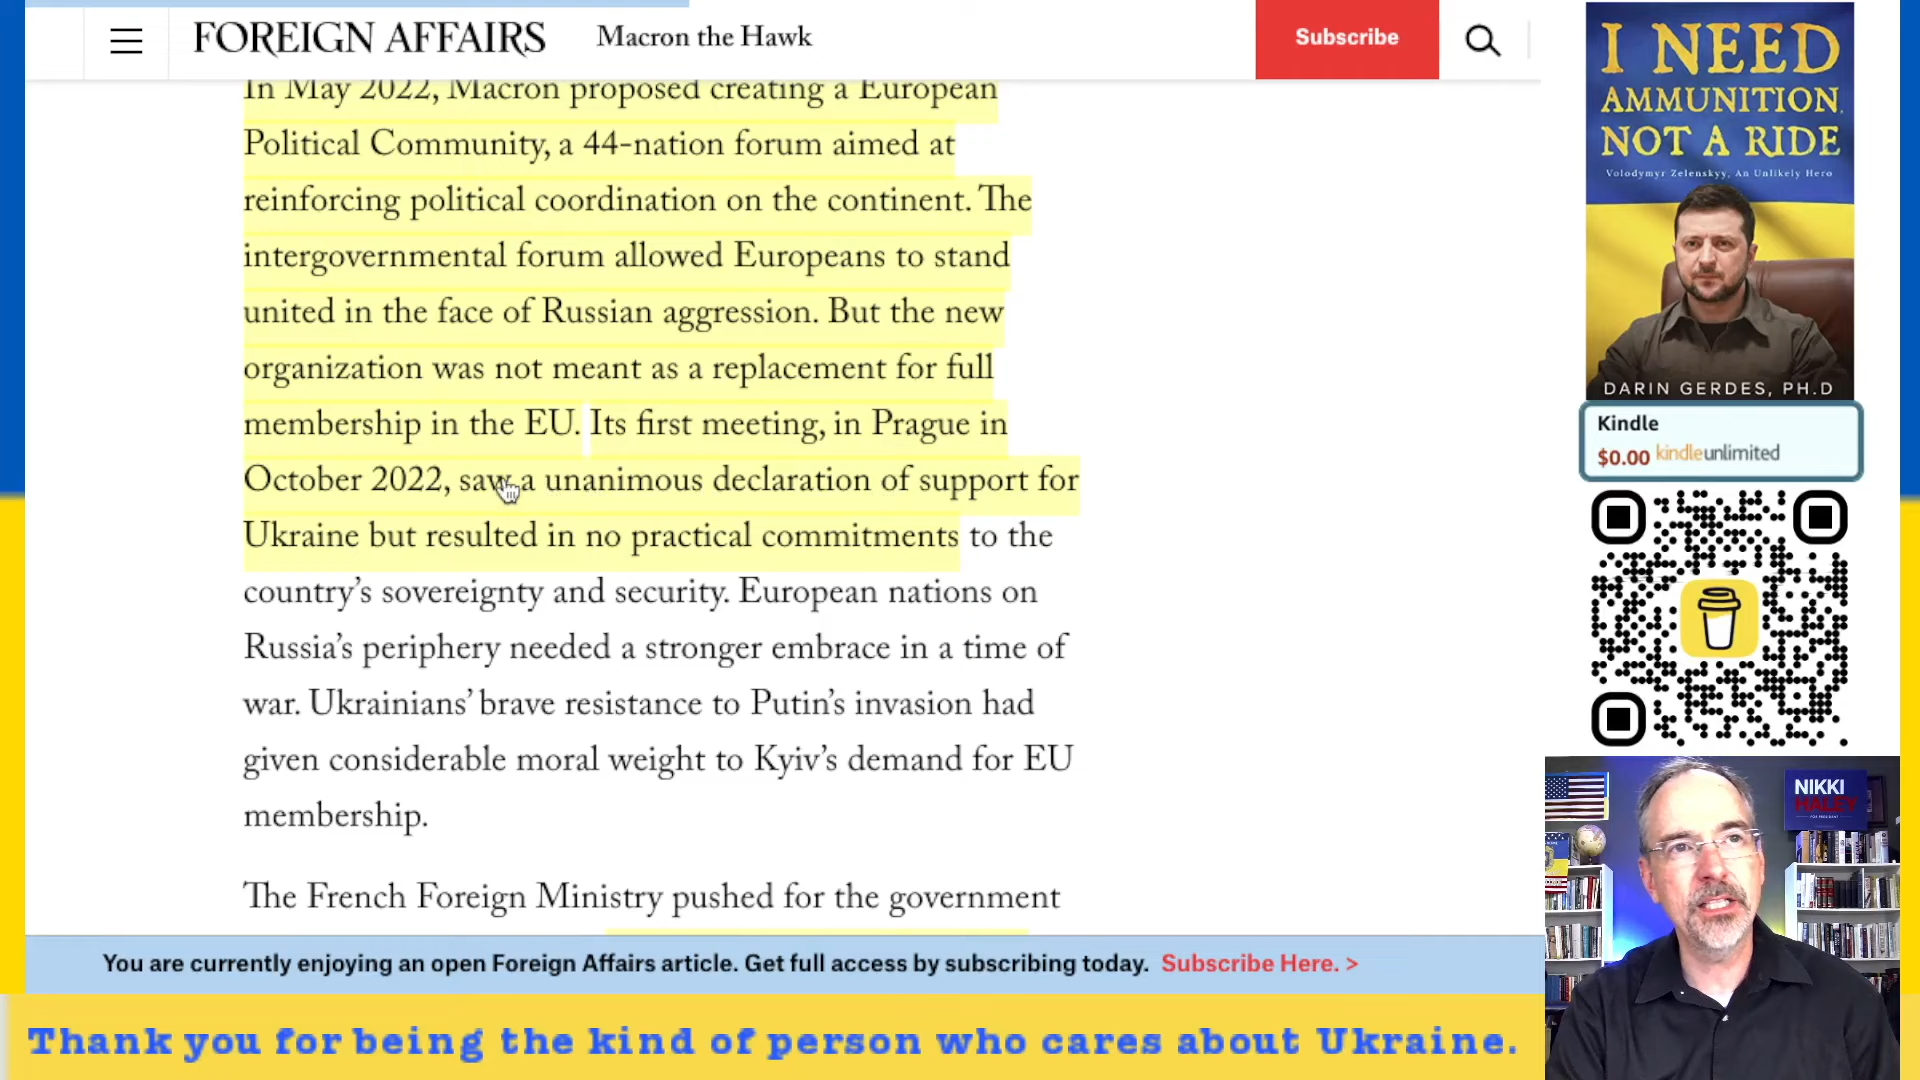 FOREIGN AFFAIRS
Macron the Hawk
Subscribe
In May 2022, Macron proposed creating a European
Political Community, a 44-nation forum aimed at
reinforcing political coordination on the continent. The
intergovernmental forum allowed Europeans to stand
united in the face of Russian aggression. But the new
organization was not meant as a replacement for full
membership in the EU. Its first meeting, in Prague in
October 2022, saw a unanimous declaration of support for
Ukraine but resulted in no practical commitments to the
country’s sovereignty and security. European nations on
Russia’s periphery needed a stronger embrace in a time of
war. Ukrainians’ brave resistance to Putin’s invasion had
given considerable moral weight to Kyiv’s demand for EU
membership.
The French Foreign Ministry pushed for the government
You are currently enjoying an open Foreign Affairs article. Get full access by subscribing today. Subscribe Here. >
Thank you for being the kind of person who cares about Ukraine.
I NEED
AMMUNITION,
NOT A RIDE
Volodymyr Zelenskyy, An Unlikely Hero
DARIN GERDES, PH.D
Kindle
$0.00 kindleunlimited
NIKKI
HALEY
FOR PRESIDENT